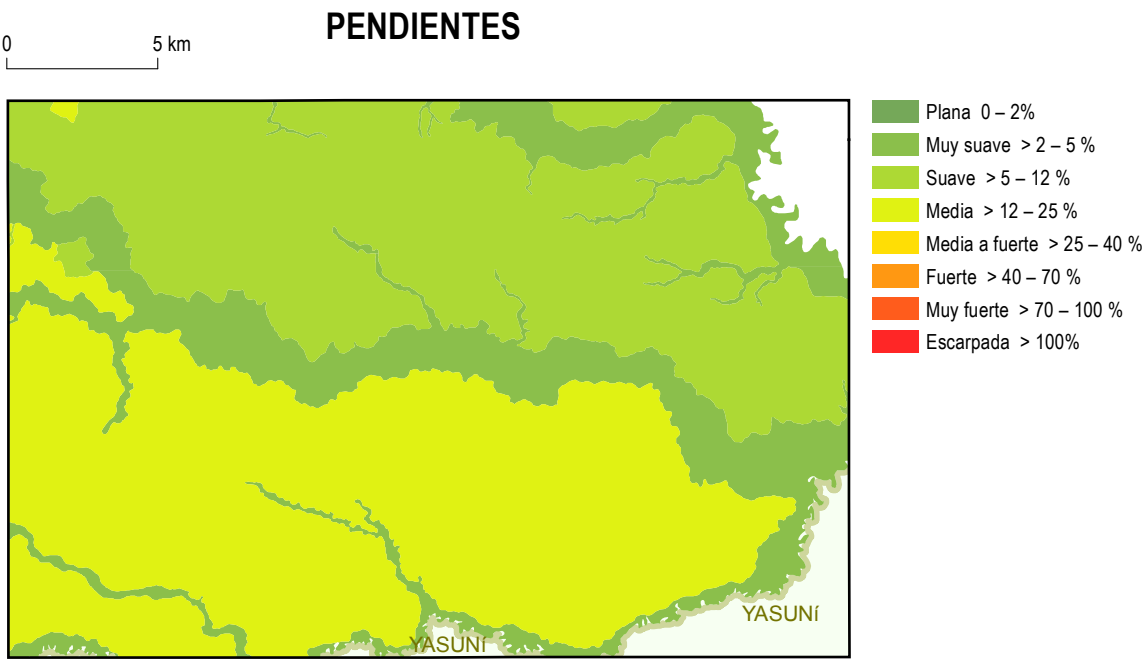 PENDIENTES
0 5 km
Plana 0 – 2%
Muy suave > 2 – 5 %
Suave > 5 – 12 %
Media > 12 – 25 %
Media a fuerte > 25 – 40 %
Fuerte > 40 – 70 %
Muy fuerte > 70 – 100 %
Escarpada > 100%
YASUNÍ
YASUNÍ